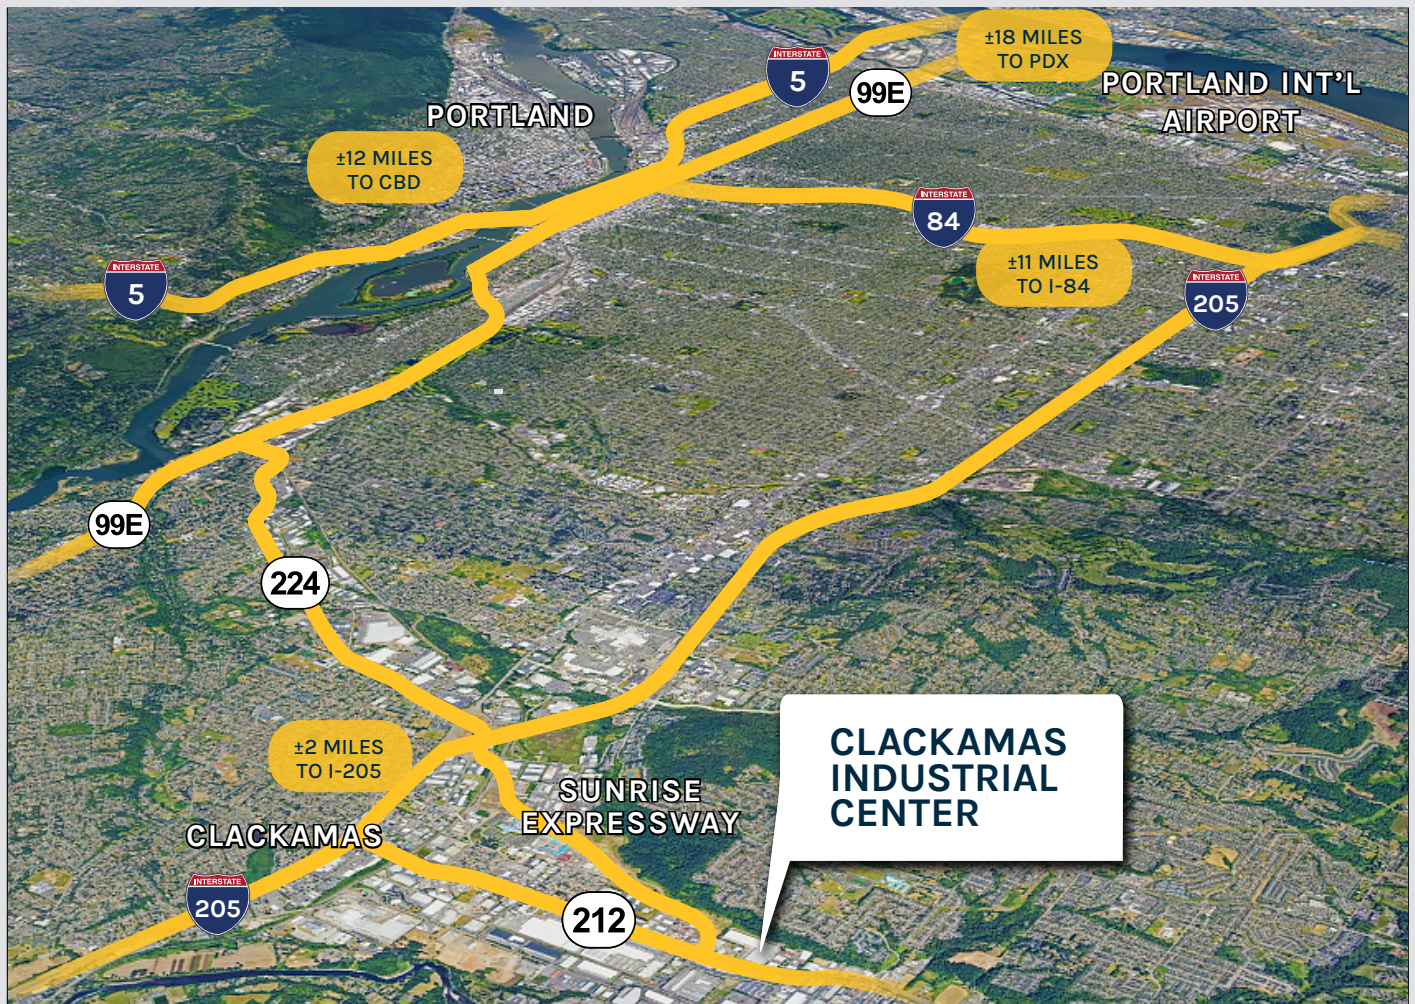 ±18 MILES
TO PDX
INTERSTATE
5
99E
PORTLAND INT'L
AIRPORT
PORTLAND
±12 MILES
TO CBD
INTERSTATE
84
±11 MILES
TO I-84
INTERSTATE
5
INTERSTATE
205
99E
224
CLACKAMAS
INDUSTRIAL
CENTER
±2 MILES
TO I-205
SUNRISE
EXPRESSWAY
CLACKAMAS
INTERSTATE
205
212